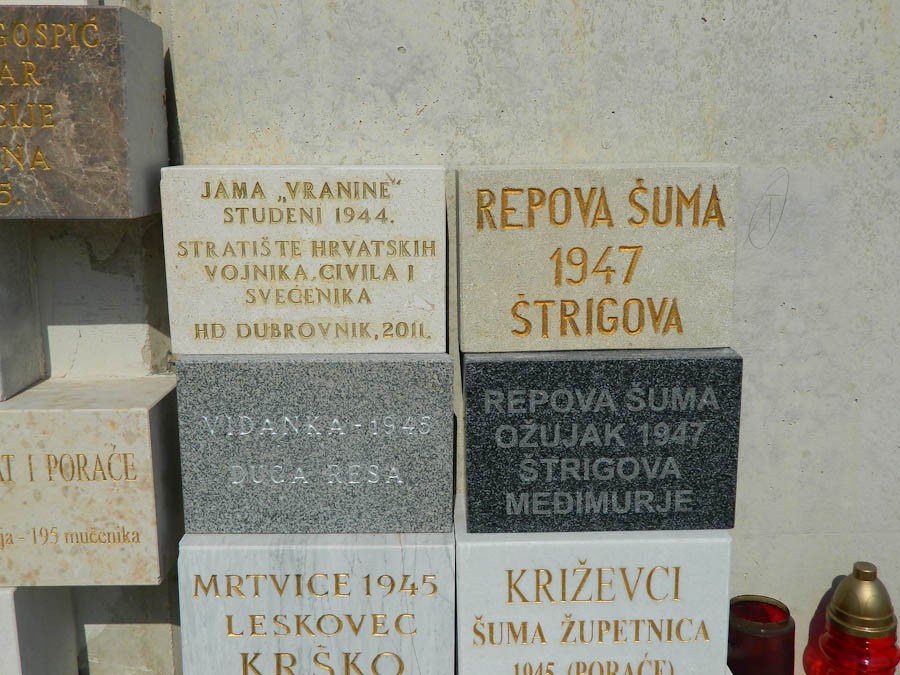 GOSPIĆ
AR
CIJE
NA
5.
JAMA „VRANINE“
STUDENI 1944.
STRATIŠTE HRVATSKIH
VOJNIKA, CIVILA I
SVEĆENIKA
HD DUBROVNIK, 2011.
REPOVA ŠUMA
1947
ŠTRIGOVA
VIDANKA - 1945
DUGA RESA
REPOVA ŠUMA
OŽUJAK 1947
ŠTRIGOVA
MEĐIMURJE
AT I PORAČE
ja - 195 mučenika
MRTVICE 1945
LESKOVEC
KRŠKO
KRIŽEVCI
ŠUMA ŽUPETNICA
1945. (PORAĆE)